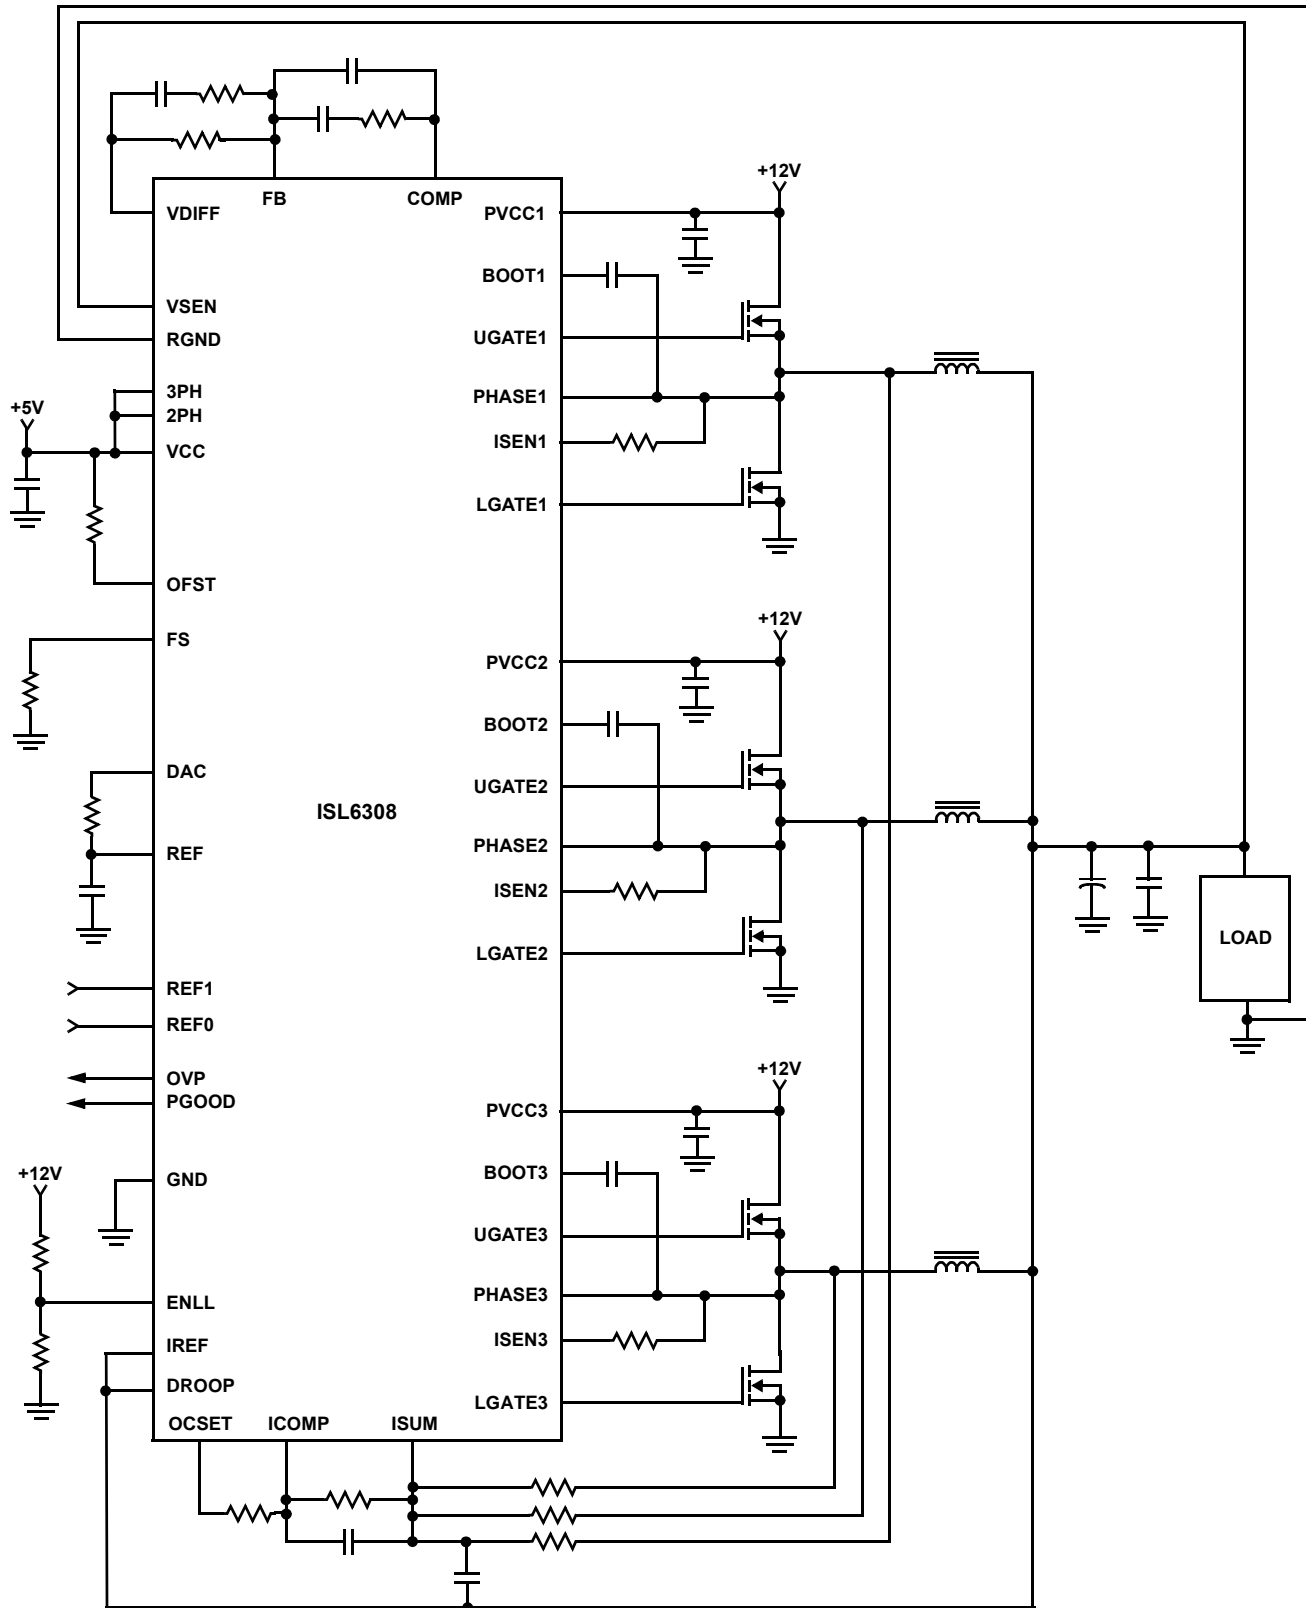 FB
COMP
VDIFF
VSEN
RGND
3PH
2PH
+5V
VCC
OFST
FS
DAC
REF
REF1
REF0
OVP
PGOOD
GND
+12V
ENLL
IREF
DROOP
OCSET
ICOMP
ISUM
ISL6308
+12V
PVCC1
BOOT1
UGATE1
PHASE1
ISEN1
LGATE1
+12V
PVCC2
BOOT2
UGATE2
PHASE2
ISEN2
LGATE2
+12V
PVCC3
BOOT3
UGATE3
PHASE3
ISEN3
LGATE3
LOAD